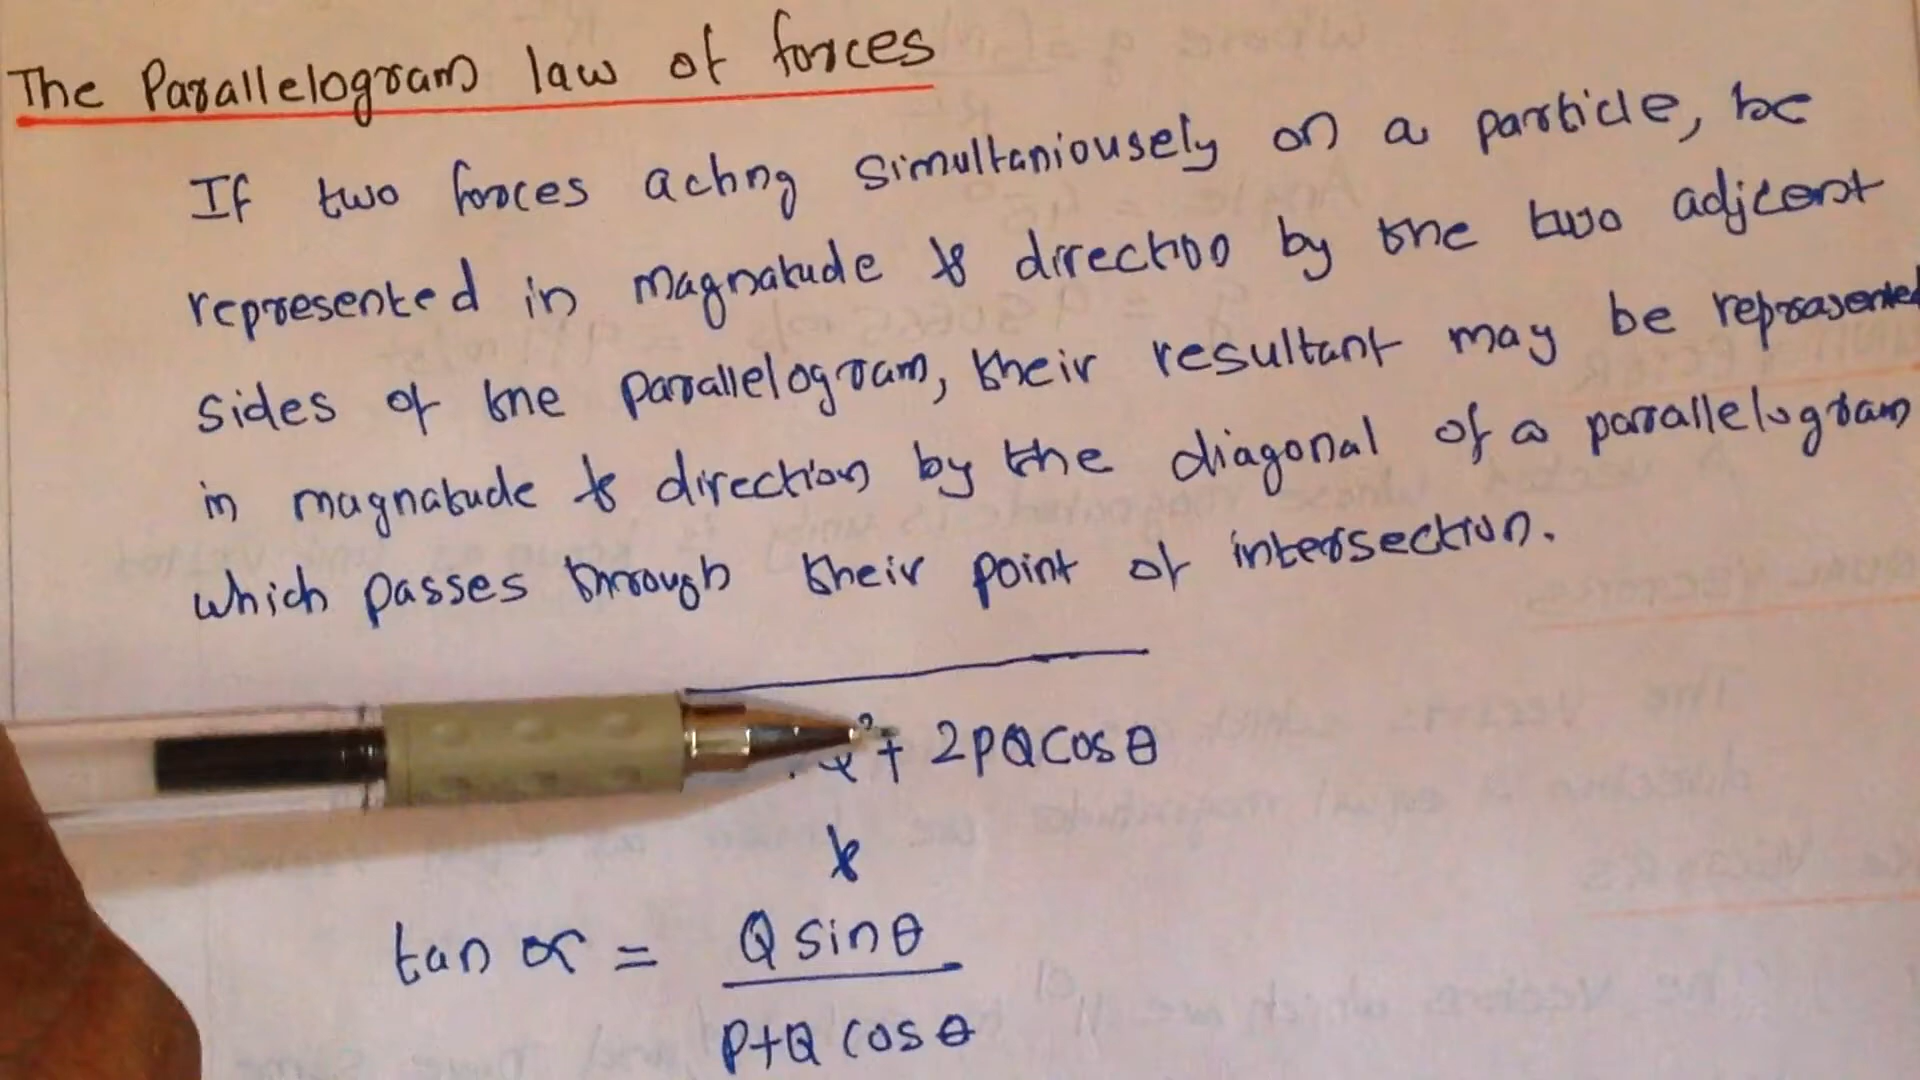 The Parallelogram law of forces
If two forces acting simultaniousely on a particle, be
represented in magnatude & direction by the two adjcent
sides of the parallelogram, their resultant may be reprasented
in magnatude & direction by the diagonal of a parallelogram
which passes through their point of intersection.
+ 2PQ Cos θ
&
tan α = Q sin θ
P+Q cos θ